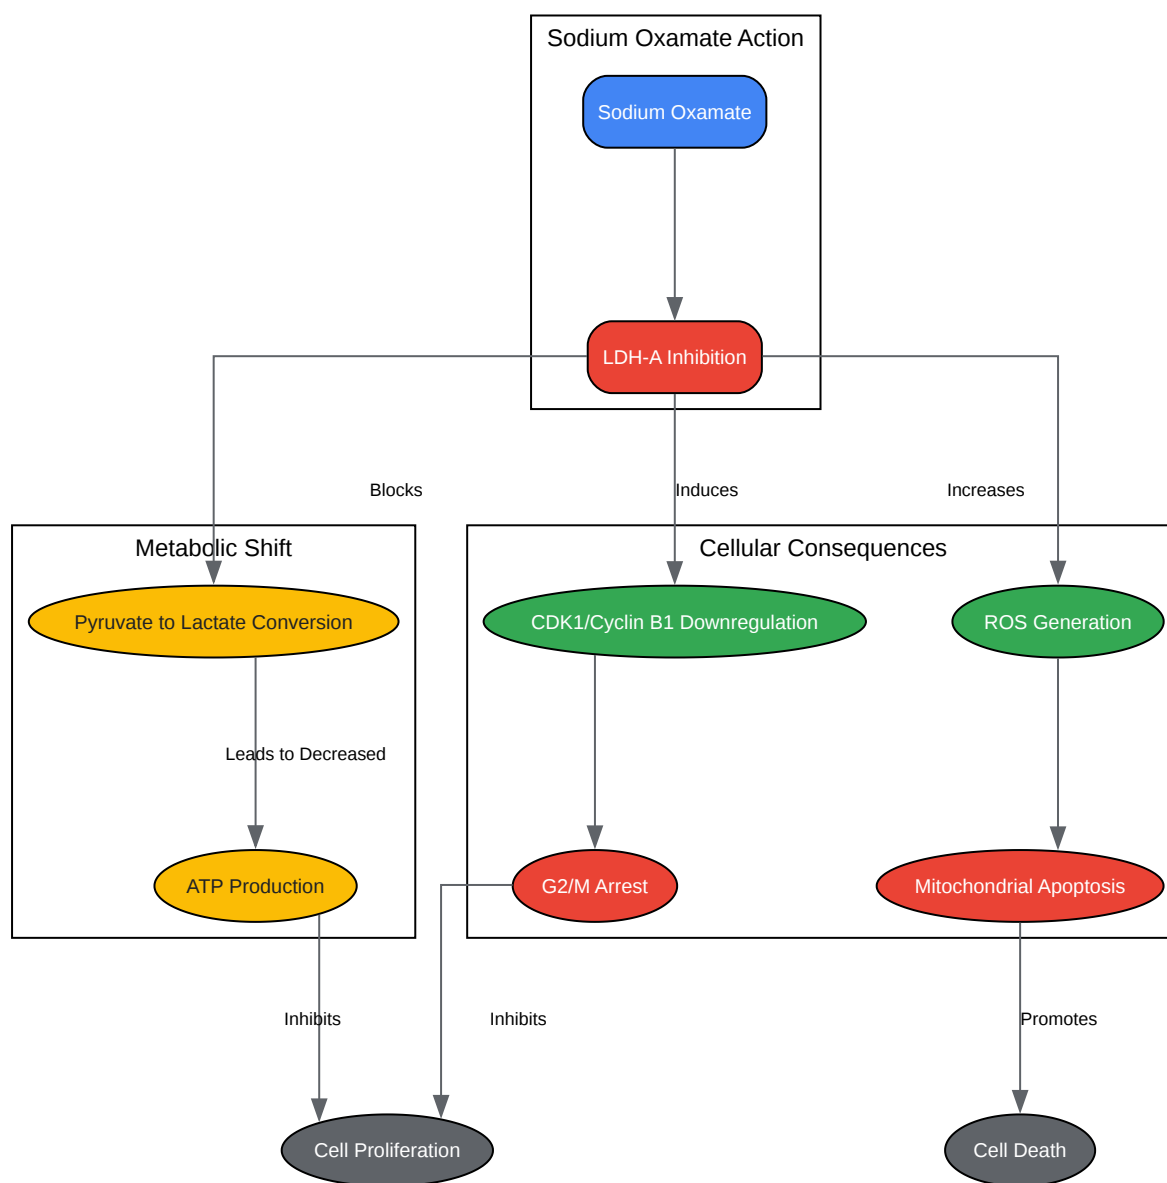 Sodium Oxamate Action
Sodium Oxamate
LDH-A Inhibition
Blocks
Induces
Increases
Metabolic Shift
Cellular Consequences
Pyruvate to Lactate Conversion
CDK1/Cyclin B1 Downregulation
ROS Generation
Leads to Decreased
ATP Production
G2/M Arrest
Mitochondrial Apoptosis
Inhibits
Inhibits
Promotes
Cell Proliferation
Cell Death